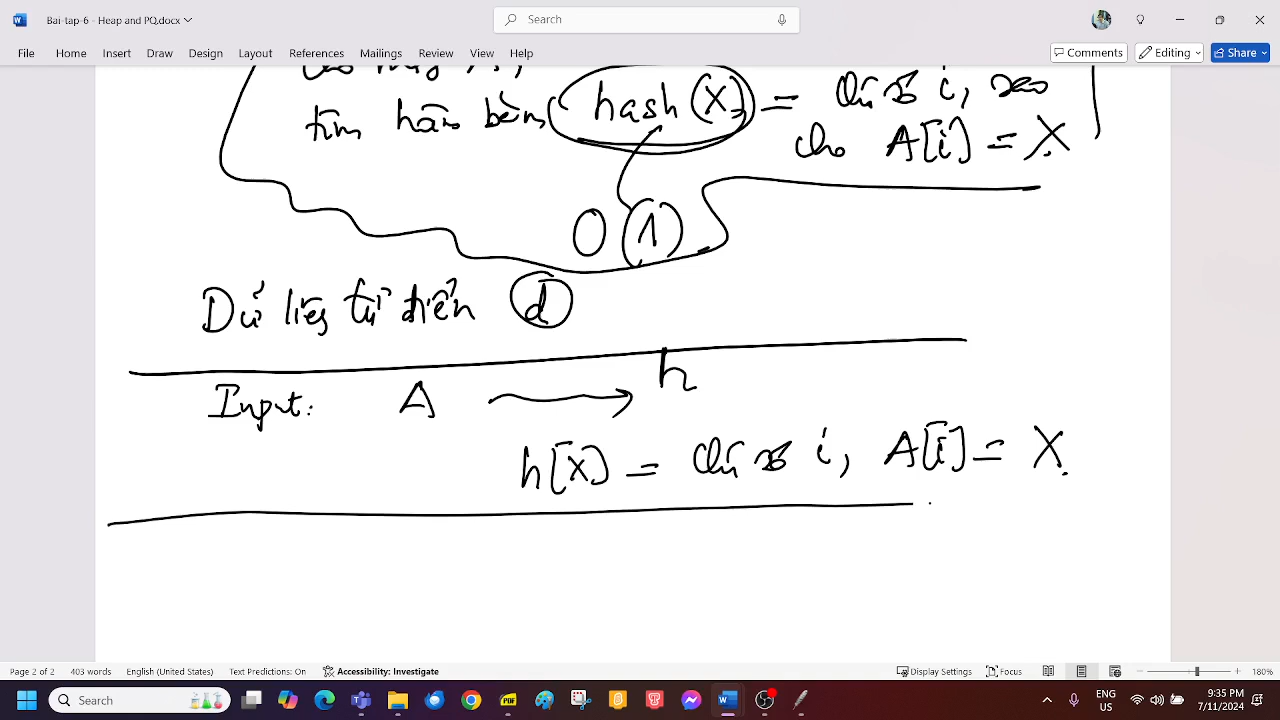 Bai-tap-6 - Heap and PQ.docx
Search
File Home Insert Draw Design Layout References Mailings Review View Help
Comments Editing Share
tìm hàm băm hash(X) = chỉ số i, sao
cho A[i] = X
O(1)
Dữ liệu từ điển d
Input: A → h
h[X] = chỉ số i, A[i] = X
Page 2 of 2 403 words English (United States) Text Predictions: On Accessibility: Investigate Display Settings Focus 180%
Search ENG 9:35 PM
US 7/11/2024